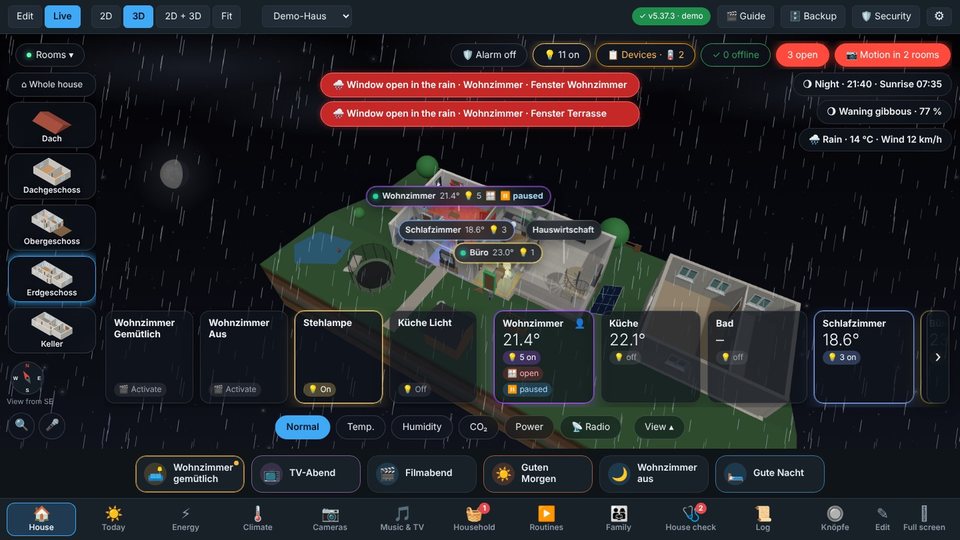 Edit Live 2D 3D 2D + 3D Fit Demo-Haus ✓ v5.37.3 · demo Guide Backup Security
Rooms ▾ Alarm off 11 on Devices · 2 ✓ 0 offline 3 open Motion in 2 rooms
⌂ Whole house
Window open in the rain · Wohnzimmer · Fenster Wohnzimmer
Window open in the rain · Wohnzimmer · Fenster Terrasse
Night · 21:40 · Sunrise 07:35
Waning gibbous · 77 %
Rain · 14 °C · Wind 12 km/h
Dach
Dachgeschoss
Obergeschoss
Erdgeschoss
Keller
Wohnzimmer 21.4° 5 paused
Schlafzimmer 18.6° 3 Hauswirtschaft
Büro 23.0° 1
Wohnzimmer
Gemütlich
Activate
Wohnzimmer
Aus
Activate
Stehlampe
On
Küche Licht
Off
Wohnzimmer
21.4°
5 on
open
paused
Küche
22.1°
off
Bad
–
off
Schlafzimmer
18.6°
3 on
›
N
W E
S
View from SE
Normal Temp. Humidity CO₂ Power Radio View ▴
Wohnzimmer
gemütlich
TV-Abend
Filmabend
Guten
Morgen
Wohnzimmer
aus
Gute Nacht
1 2
House Today Energy Climate Cameras Music & TV Household Routines Family House check Log Knöpfe Edit Full screen